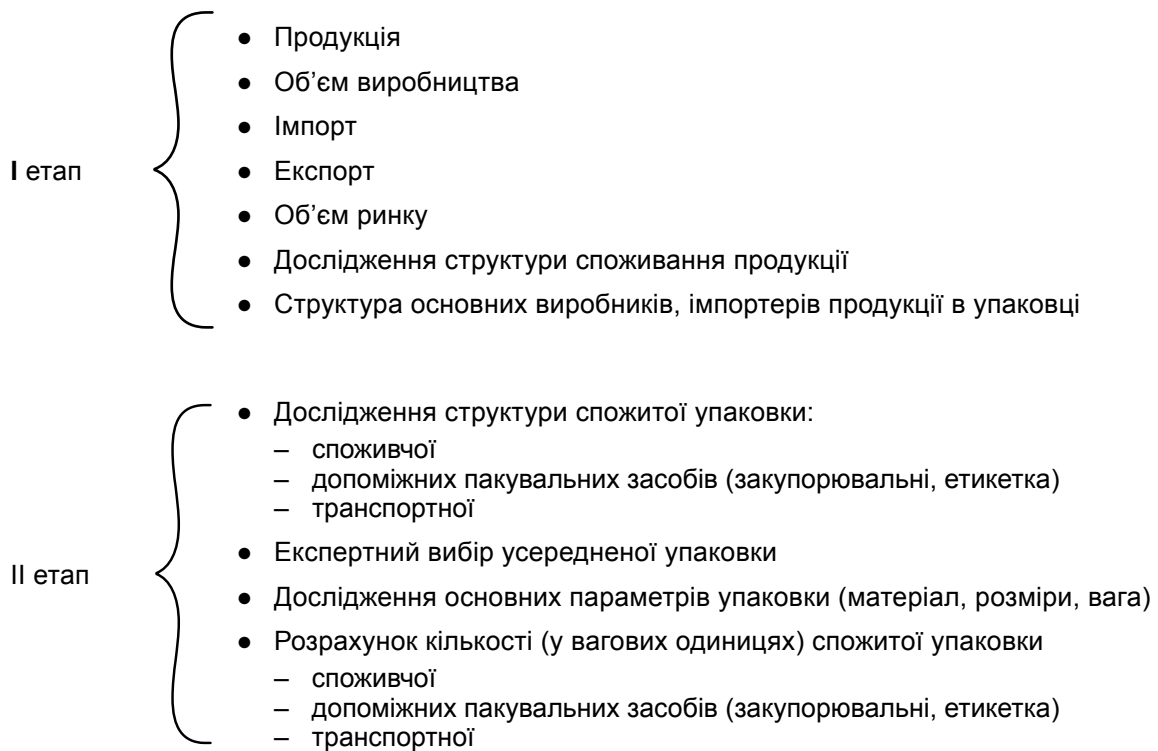 I етап
● Продукція
● Об’єм виробництва
● Імпорт
● Експорт
● Об’єм ринку
● Дослідження структури споживання продукції
● Структура основних виробників, імпортерів продукції в упаковці
II етап
● Дослідження структури спожитої упаковки:
– споживчої
– допоміжних пакувальних засобів (закупорювальні, етикетка)
– транспортної
● Експертний вибір усередненої упаковки
● Дослідження основних параметрів упаковки (матеріал, розміри, вага)
● Розрахунок кількості (у вагових одиницях) спожитої упаковки
– споживчої
– допоміжних пакувальних засобів (закупорювальні, етикетка)
– транспортної